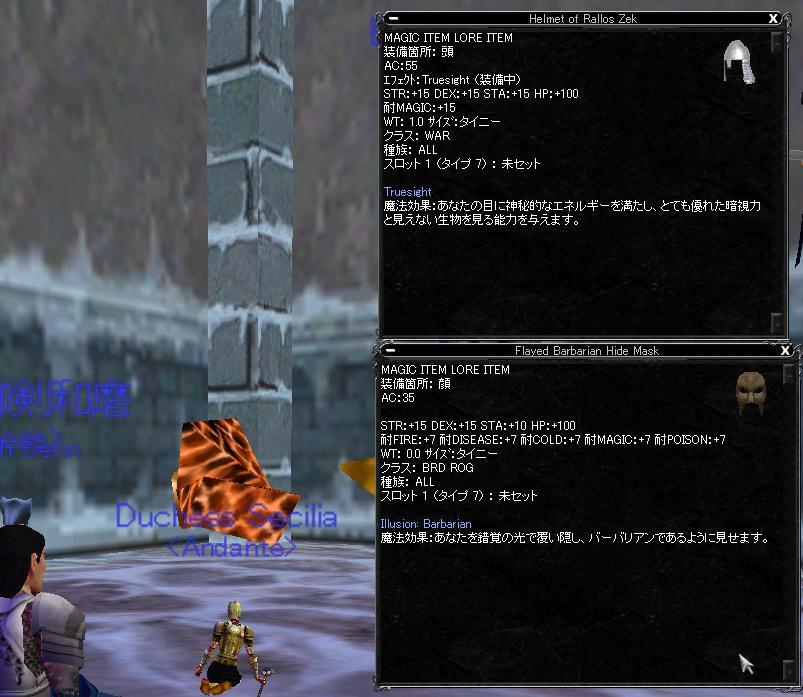 Helmet of Rallos Zek
MAGIC ITEM LORE ITEM
装備箇所: 頭
AC:55
エフェクト:Truesight (装備中)
STR:+15 DEX:+15 STA:+15 HP:+100
耐MAGIC:+15
WT: 1.0 サイズ:タイニー
クラス: WAR
種族: ALL
スロット 1 (タイプ 7) : 未セット
Truesight
魔法効果:あなたの目に神秘的なエネルギーを満たし、とても優れた暗視力
と見えない生物を見る能力を与えます。
Flayed Barbarian Hide Mask
MAGIC ITEM LORE ITEM
装備箇所: 顔
AC:35
STR:+15 DEX:+15 STA:+10 HP:+100
耐FIRE:+7 耐DISEASE:+7 耐COLD:+7 耐MAGIC:+7 耐POISON:+7
WT: 0.0 サイズ:タイニー
クラス: BRD ROG
種族: ALL
スロット 1 (タイプ 7) : 未セット
Illusion: Barbarian
魔法効果:あなたを錯覚の光で覆い隠し、バーバリアンであるように見せます。
Duchess Secilia
<Andante>